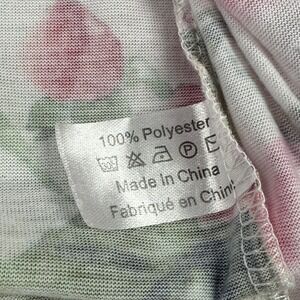 100% Polyester
Made In China
Fabriqué en Chin